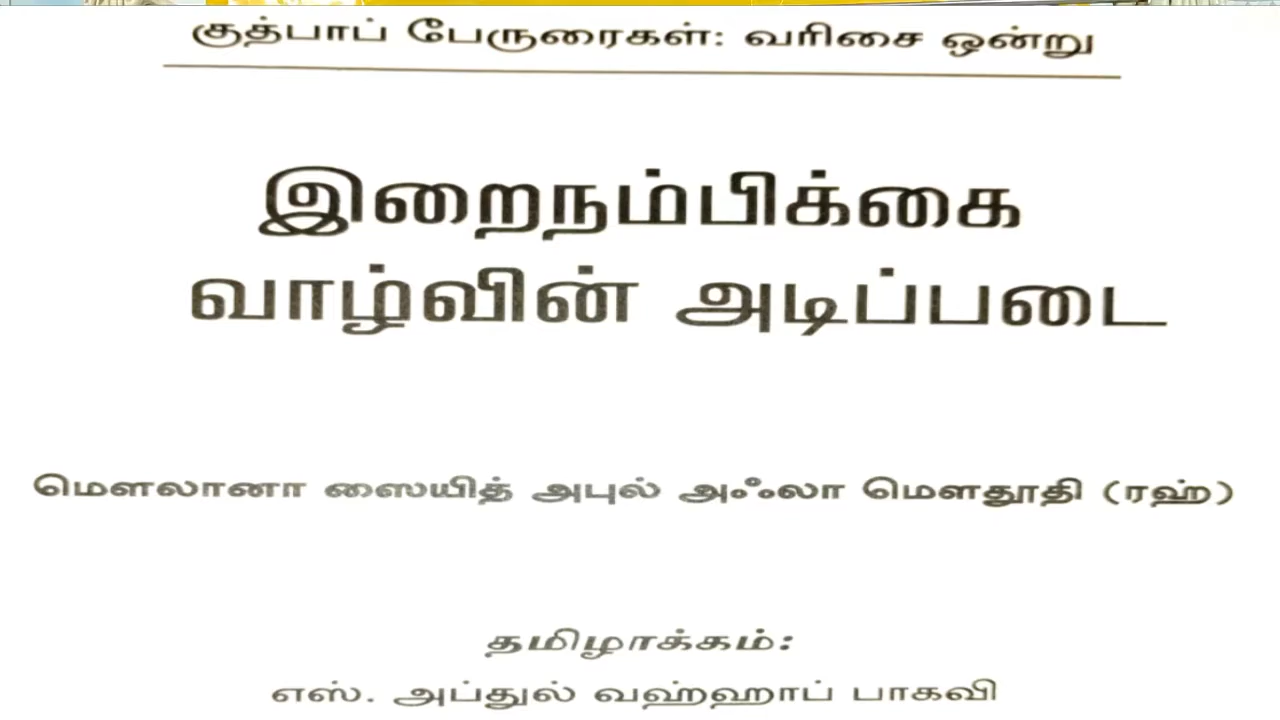 குத்பாப் பேருரைகள்: வரிசை ஒன்று
இறைநம்பிக்கை
வாழ்வின் அடிப்படை
மௌலானா ஸையித் அபுல் அஃலா மௌதூதி (ரஹ்)
தமிழாக்கம்:
எஸ். அப்துல் வஹ்ஹாப் பாகவி